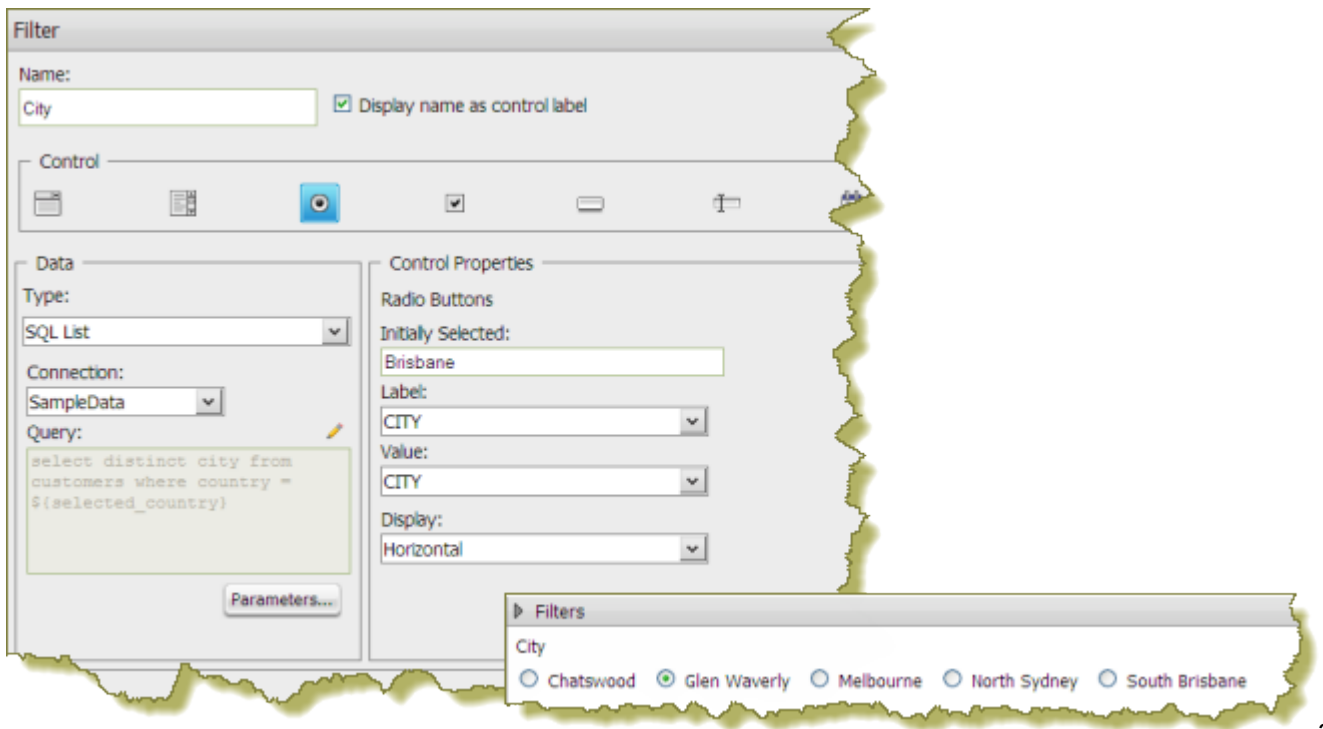 Filter
Name:
City
Display name as control label
Control
Data
Type:
SQL List
Connection:
SampleData
Query:
select distinct city from
customers where country =
${selected_country}
Parameters...
Control Properties
Radio Buttons
Initially Selected:
Brisbane
Label:
CITY
Value:
CITY
Display:
Horizontal
Filters
City
Chatswood Glen Waverly Melbourne North Sydney South Brisbane